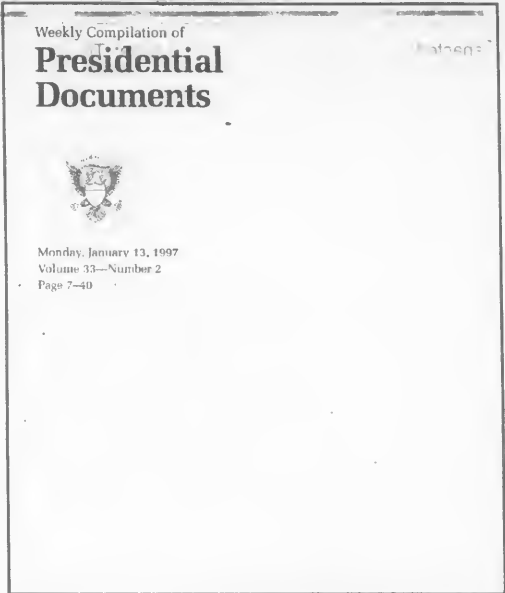 Weekly Compilation of
Presidential
Documents
Monday, January 13, 1997
Volume 33—Number 2
Page 7–40